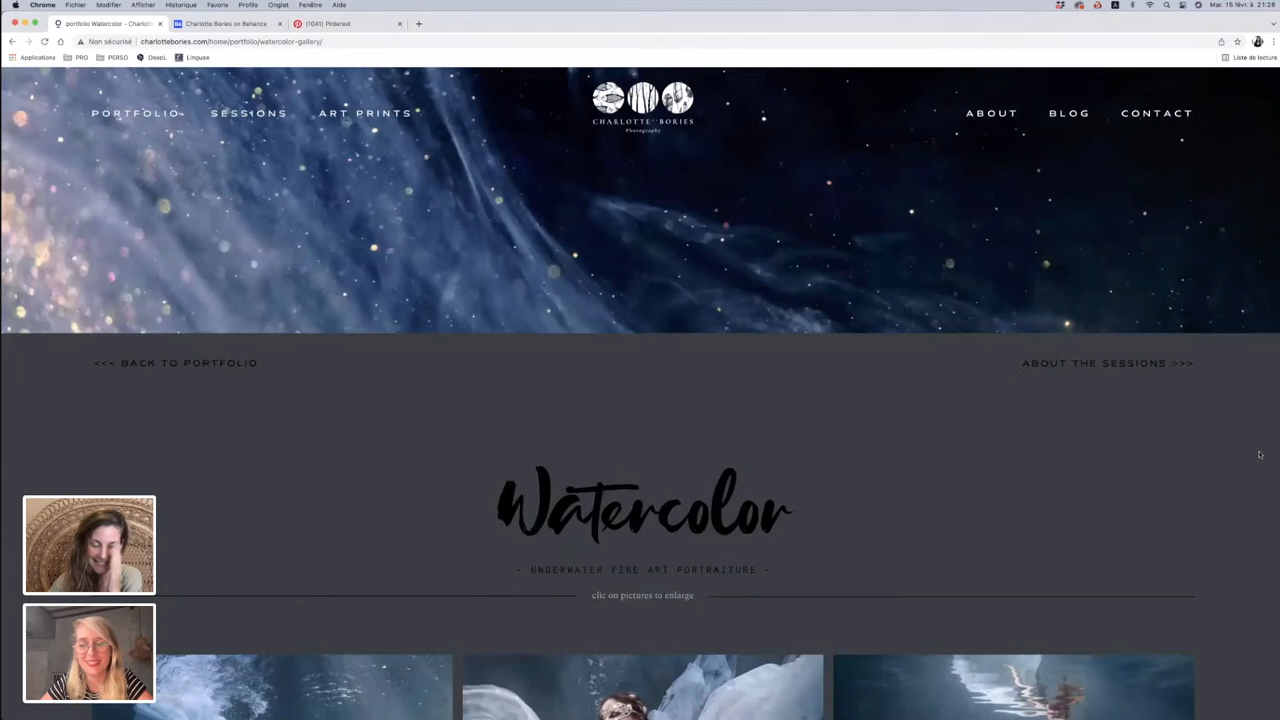 Chrome Fichier Modifier Afficher Historique Favoris Profils Onglet Fenêtre Aide Mar. 15 févr. à 21:28
portfolio Watercolor - Charlott Charlotte Bories on Behance (1041) Pinterest
Non sécurisé charlottebories.com/home/portfolio/watercolor-gallery/
Applications PRO PERSO DeepL Linguee Liste de lecture
PORTFOLIO SESSIONS ART PRINTS ABOUT BLOG CONTACT
CHARLOTTE BORIES
Photography
<<< BACK TO PORTFOLIO ABOUT THE SESSIONS >>>
Watercolor
- UNDERWATER FINE ART PORTRAITURE -
clic on pictures to enlarge